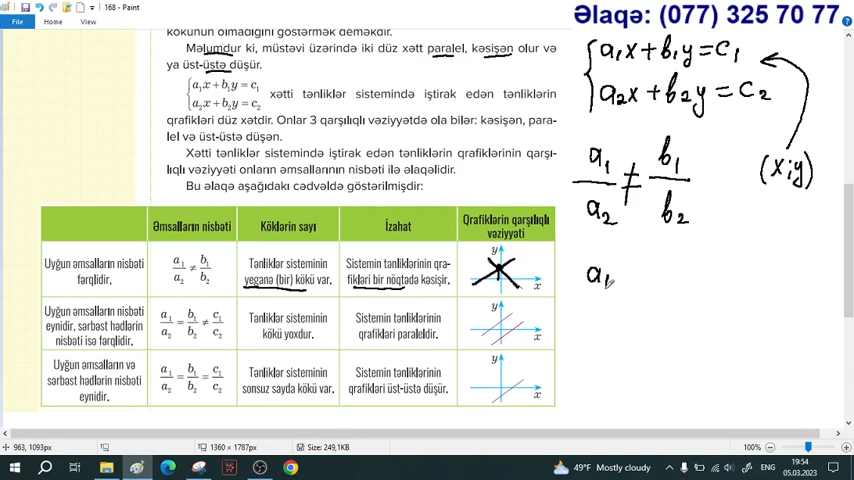 168 - Paint
Əlaqə: (077) 325 70 77
File Home View
kökünün olmadığını göstərmək deməkdir.
Məlumdur ki, müstəvi üzərində iki düz xətt paralel, kəsişən olur və
ya üst-üstə düşür.
a₁x + b₁y = c₁
a₂x + b₂y = c₂
xətti tənliklər sistemində iştirak edən tənliklərin
qrafikləri düz xətdir. Onlar 3 qarşılıqlı vəziyyətdə ola bilər: kəsişən, para-
lel və üst-üstə düşən.
Xətti tənliklər sistemində iştirak edən tənliklərin qrafiklərinin qarşı-
lıqlı vəziyyəti onların əmsallarının nisbəti ilə əlaqəlidir.
Bu əlaqə aşağıdakı cədvəldə göstərilmişdir:
Əmsalların nisbəti Köklərin sayı İzahat Qrafiklərin qarşılıqlı
vəziyyəti
Uyğun əmsalların nisbəti
fərqlidir.
a₁/a₂ ≠ b₁/b₂
Tənliklər sisteminin
yeganə (bir) kökü var.
Sistemin tənliklərinin qra-
fikləri bir nöqtədə kəsişir.
y
x
Uyğun əmsalların nisbəti
eynidir, sərbəst hədlərin
nisbəti isə fərqlidir.
a₁/a₂ = b₁/b₂ ≠ c₁/c₂
Tənliklər sisteminin
kökü yoxdur.
Sistemin tənliklərinin
qrafikləri paraleldir.
y
x
Uyğun əmsalların və
sərbəst hədlərin nisbəti
eynidir.
a₁/a₂ = b₁/b₂ = c₁/c₂
Tənliklər sisteminin
sonsuz sayda kökü var.
Sistemin tənliklərinin
qrafikləri üst-üstə düşür.
y
x
a₁x + b₁y = c₁
a₂x + b₂y = c₂
a₁/a₂ ≠ b₁/b₂
(x;y)
a₁
963, 1093px 1360 × 1787px Size: 249,1KB 100%
49°F Mostly cloudy ENG 19:54
05.03.2023